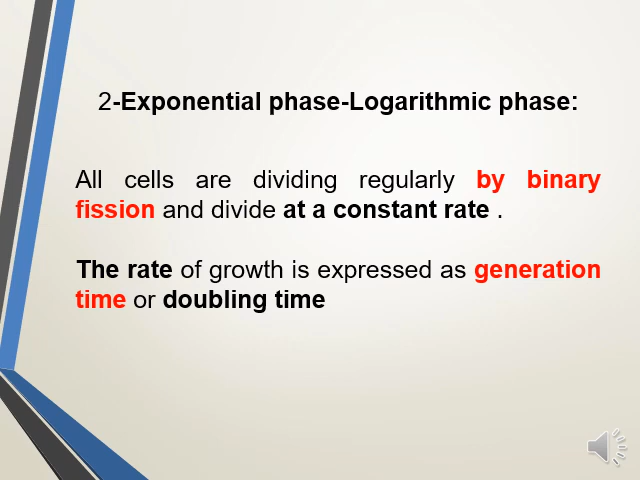 2-Exponential phase-Logarithmic phase:
All cells are dividing regularly by binary
fission and divide at a constant rate .
The rate of growth is expressed as generation
time or doubling time